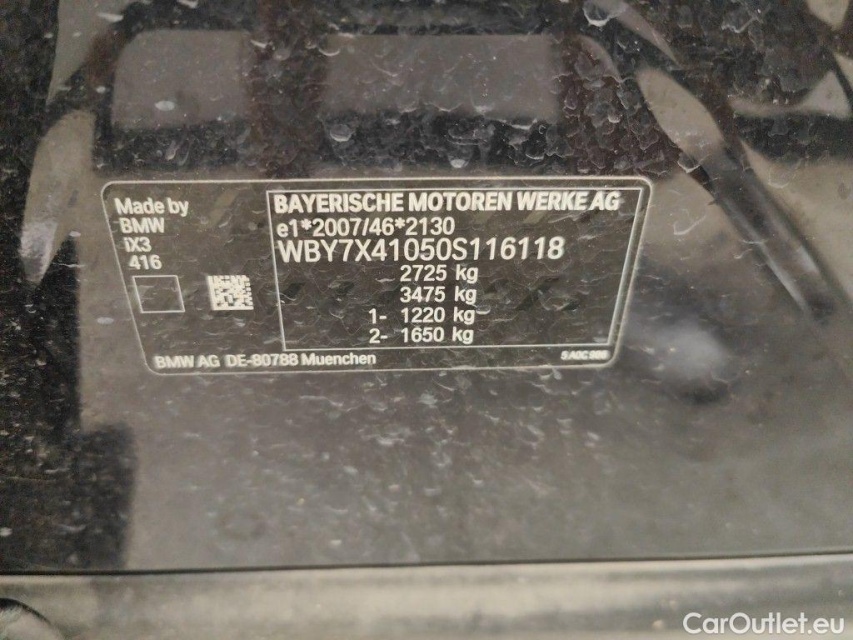 Made by
BMW
iX3
416
BAYERISCHE MOTOREN WERKE AG
e1*2007/46*2130
WBY7X41050S116118
2725 kg
3475 kg
1- 1220 kg
2- 1650 kg
BMW AG DE-80788 Muenchen
CarOutlet.eu